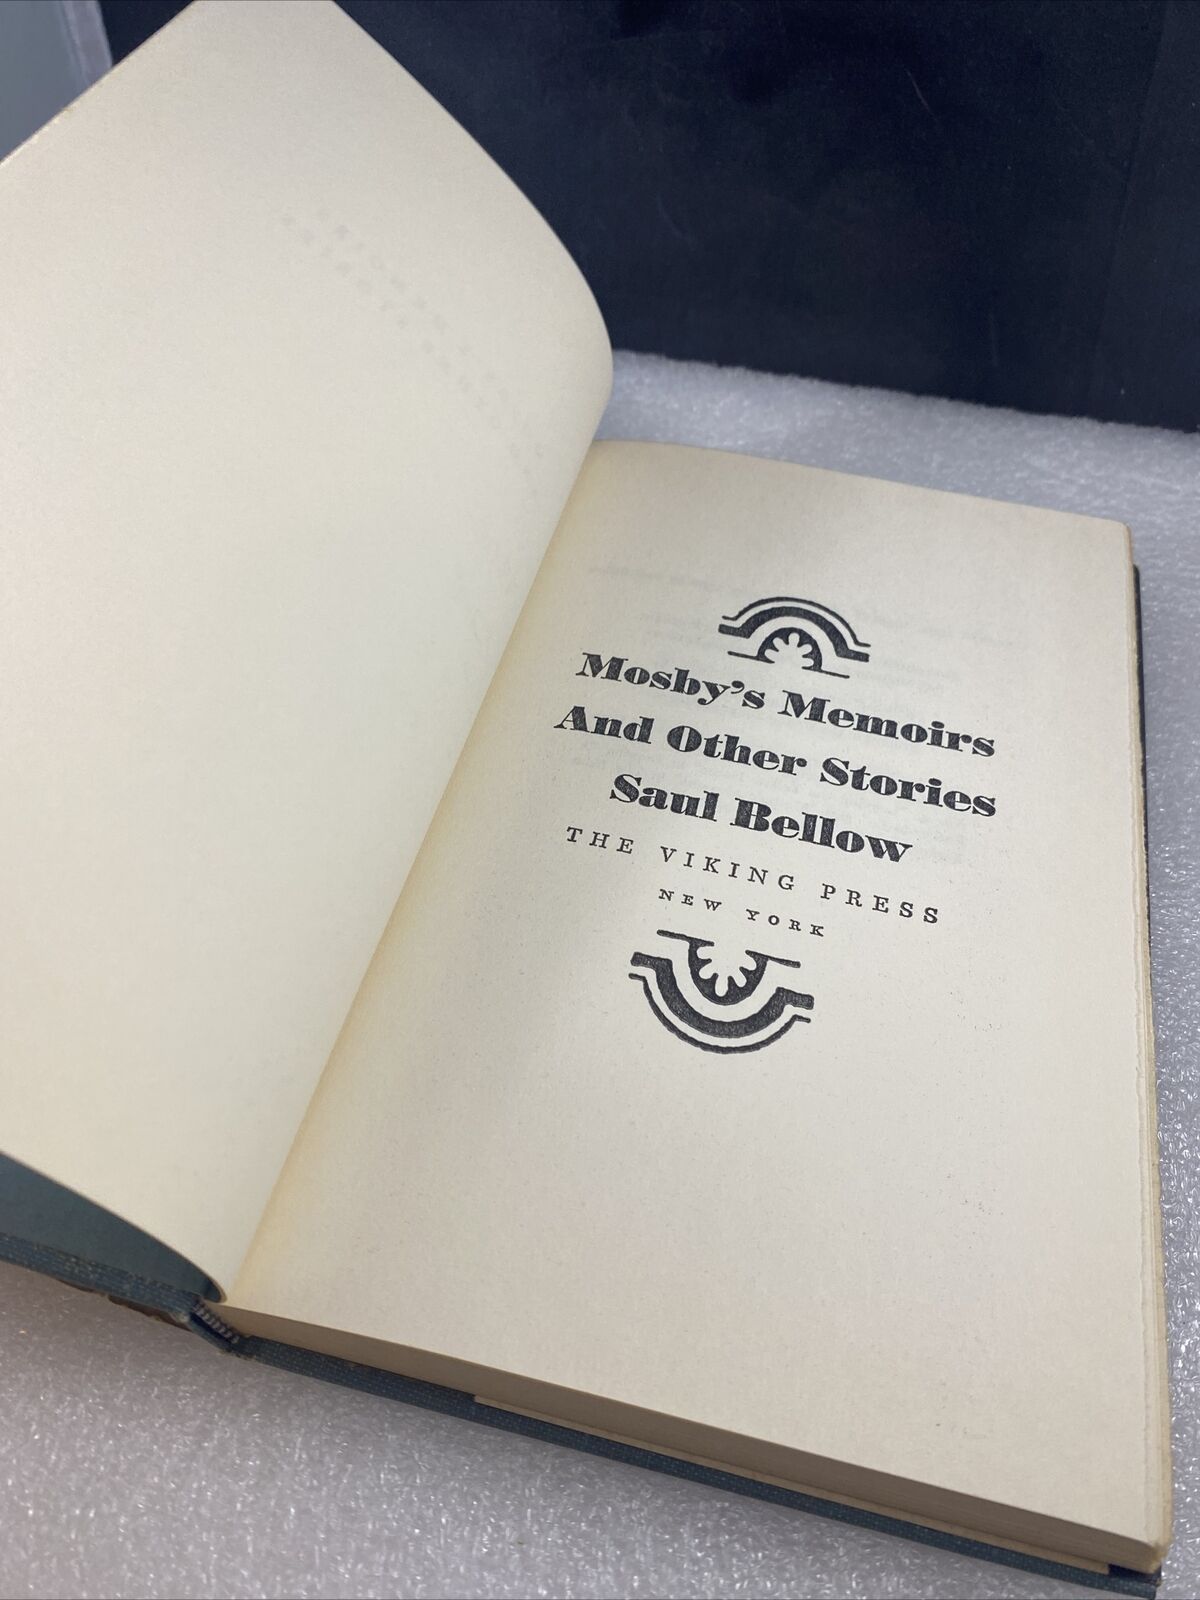 Mosby's Memoirs
And Other Stories
Saul Bellow
THE VIKING PRESS
NEW YORK